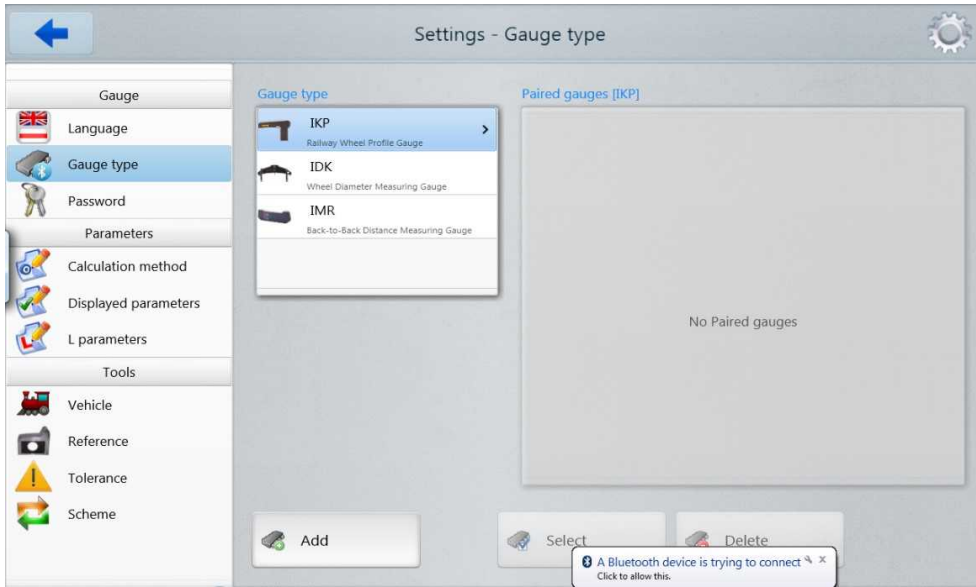 Settings - Gauge type
Gauge
Language
Gauge type
Password
Parameters
Calculation method
Displayed parameters
L parameters
Tools
Vehicle
Reference
Tolerance
Scheme
Gauge type
IKP
Railway Wheel Profile Gauge
IDK
Wheel Diameter Measuring Gauge
IMR
Back-to-Back Distance Measuring Gauge
Paired gauges [IKP]
No Paired gauges
Add
Select
Delete
A Bluetooth device is trying to connect
Click to allow this.